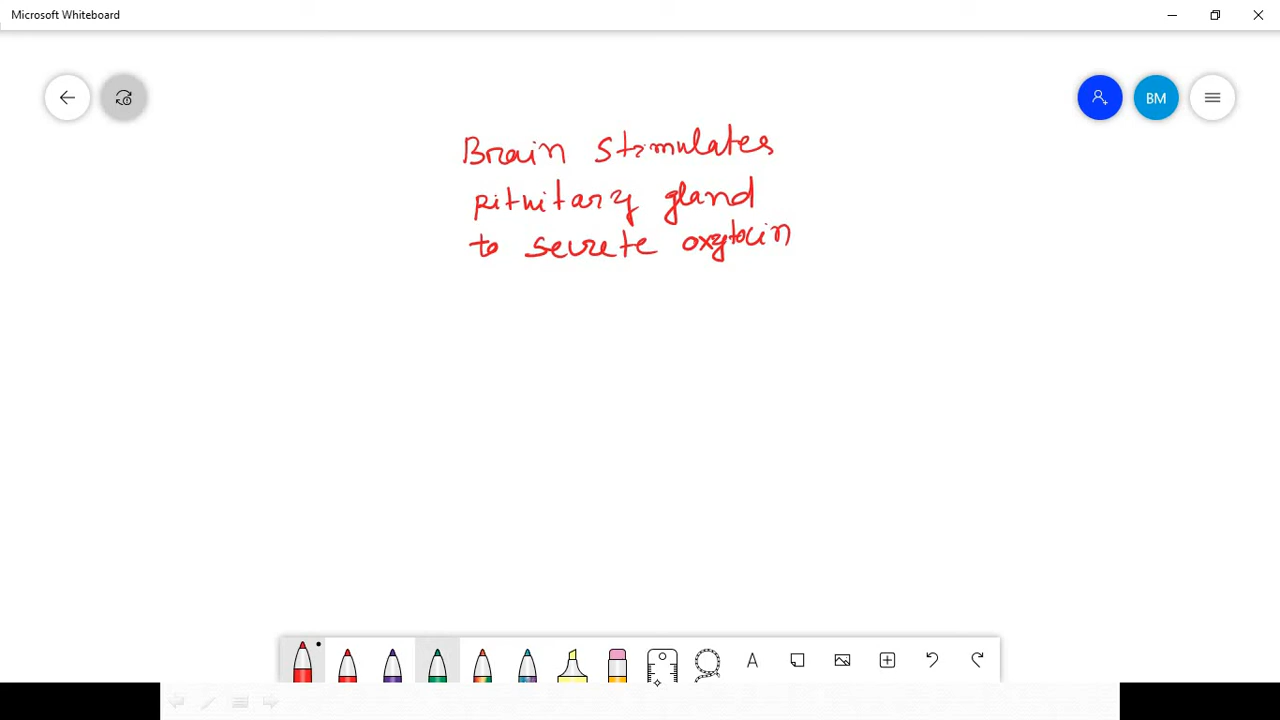 Microsoft Whiteboard
BM
Brain stimulates
pituitary gland
to secrete oxytocin
A